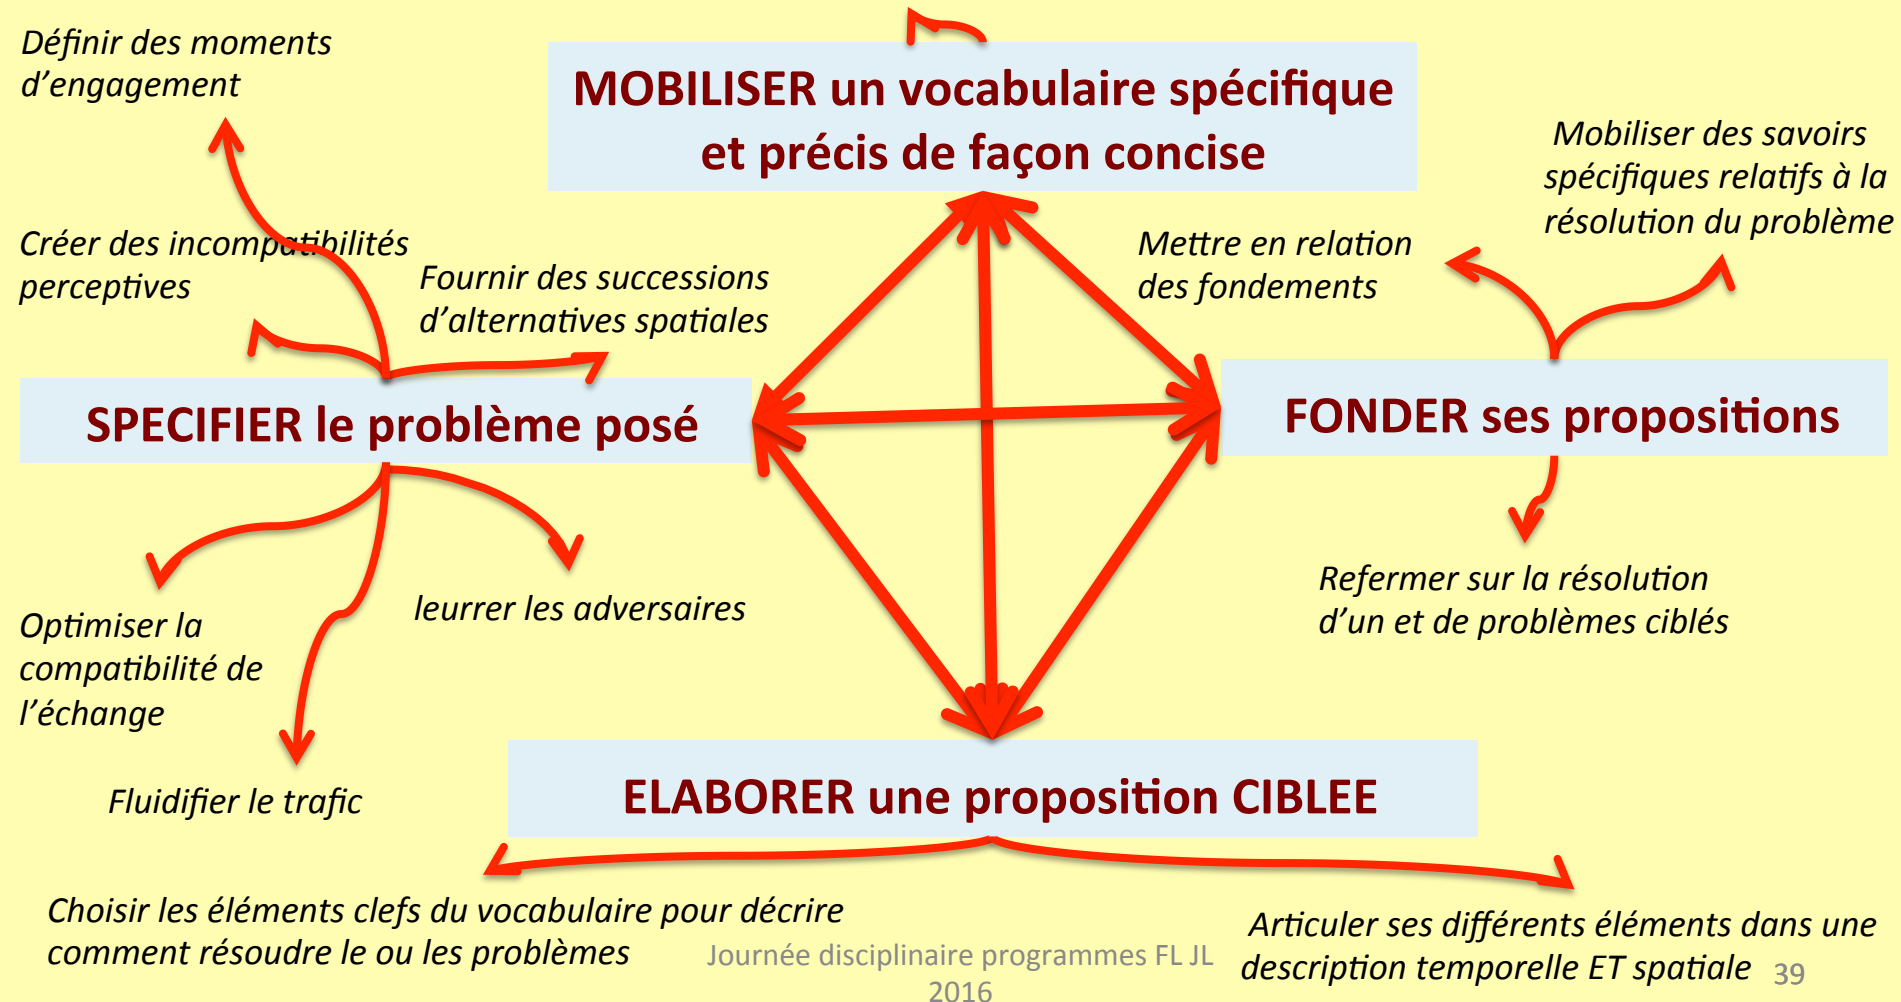 Définir des moments
d’engagement
MOBILISER un vocabulaire spécifique
et précis de façon concise
Mobiliser des savoirs
spécifiques relatifs à la
résolution du problème
Créer des incompatibilités
perceptives
Fournir des successions
d’alternatives spatiales
Mettre en relation
des fondements
SPECIFIER le problème posé
FONDER ses propositions
Optimiser la
compatibilité de
l’échange
leurrer les adversaires
Refermer sur la résolution
d’un et de problèmes ciblés
Fluidifier le trafic
ELABORER une proposition CIBLEE
Choisir les éléments clefs du vocabulaire pour décrire
comment résoudre le ou les problèmes
Articuler ses différents éléments dans une
description temporelle ET spatiale
Journée disciplinaire programmes FL JL
2016
39